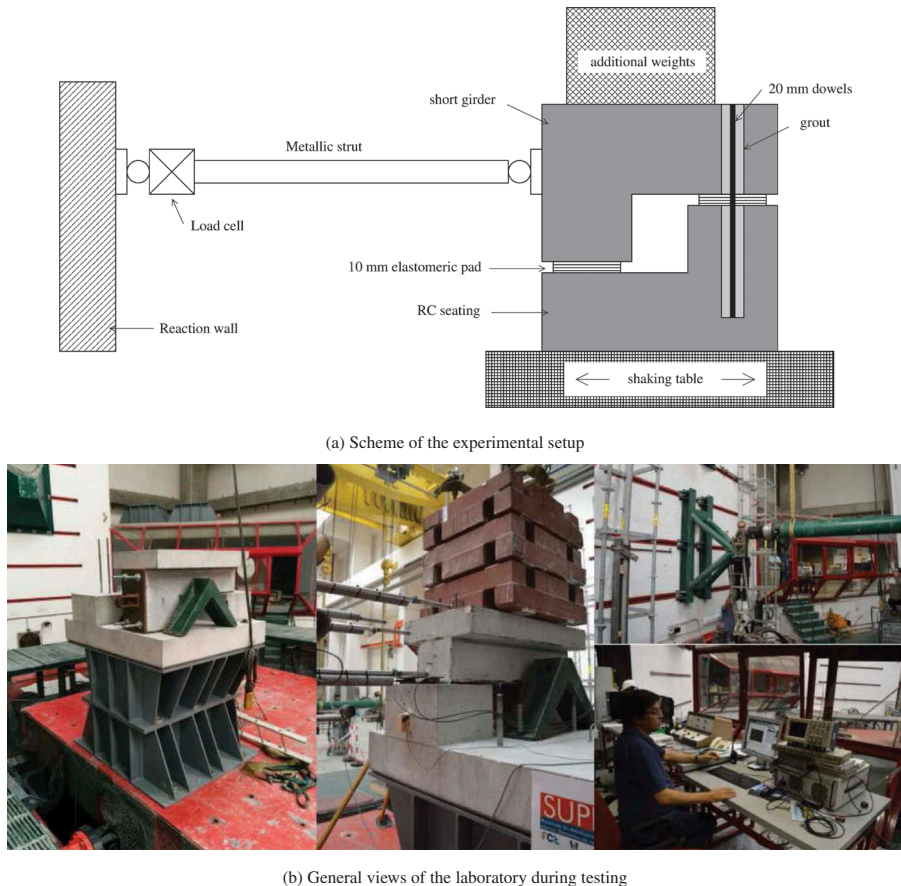 additional weights
20 mm dowels
short girder
grout
Metallic strut
Load cell
10 mm elastomeric pad
RC seating
Reaction wall
shaking table
(a) Scheme of the experimental setup
SUP
(b) General views of the laboratory during testing